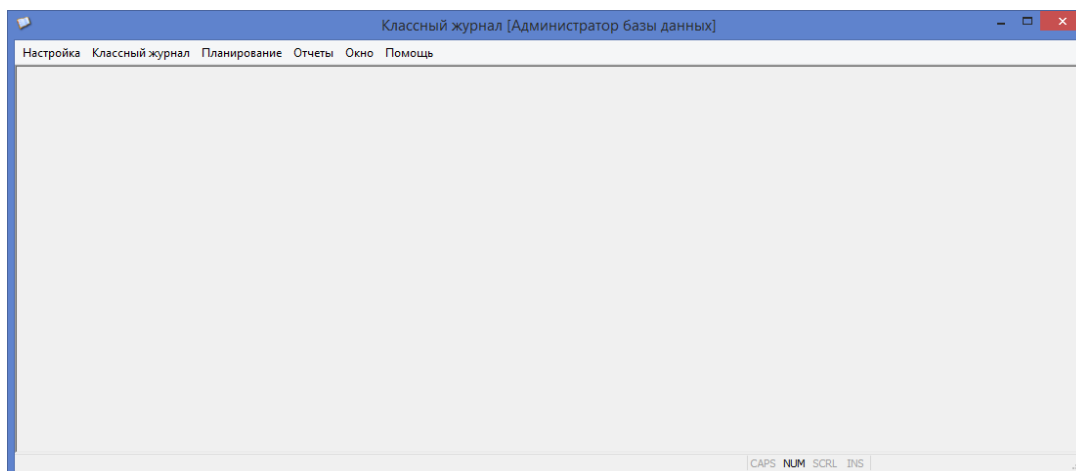 Классный журнал [Администратор базы данных]
Настройка Классный журнал Планирование Отчеты Окно Помощь
CAPS NUM SCRL INS